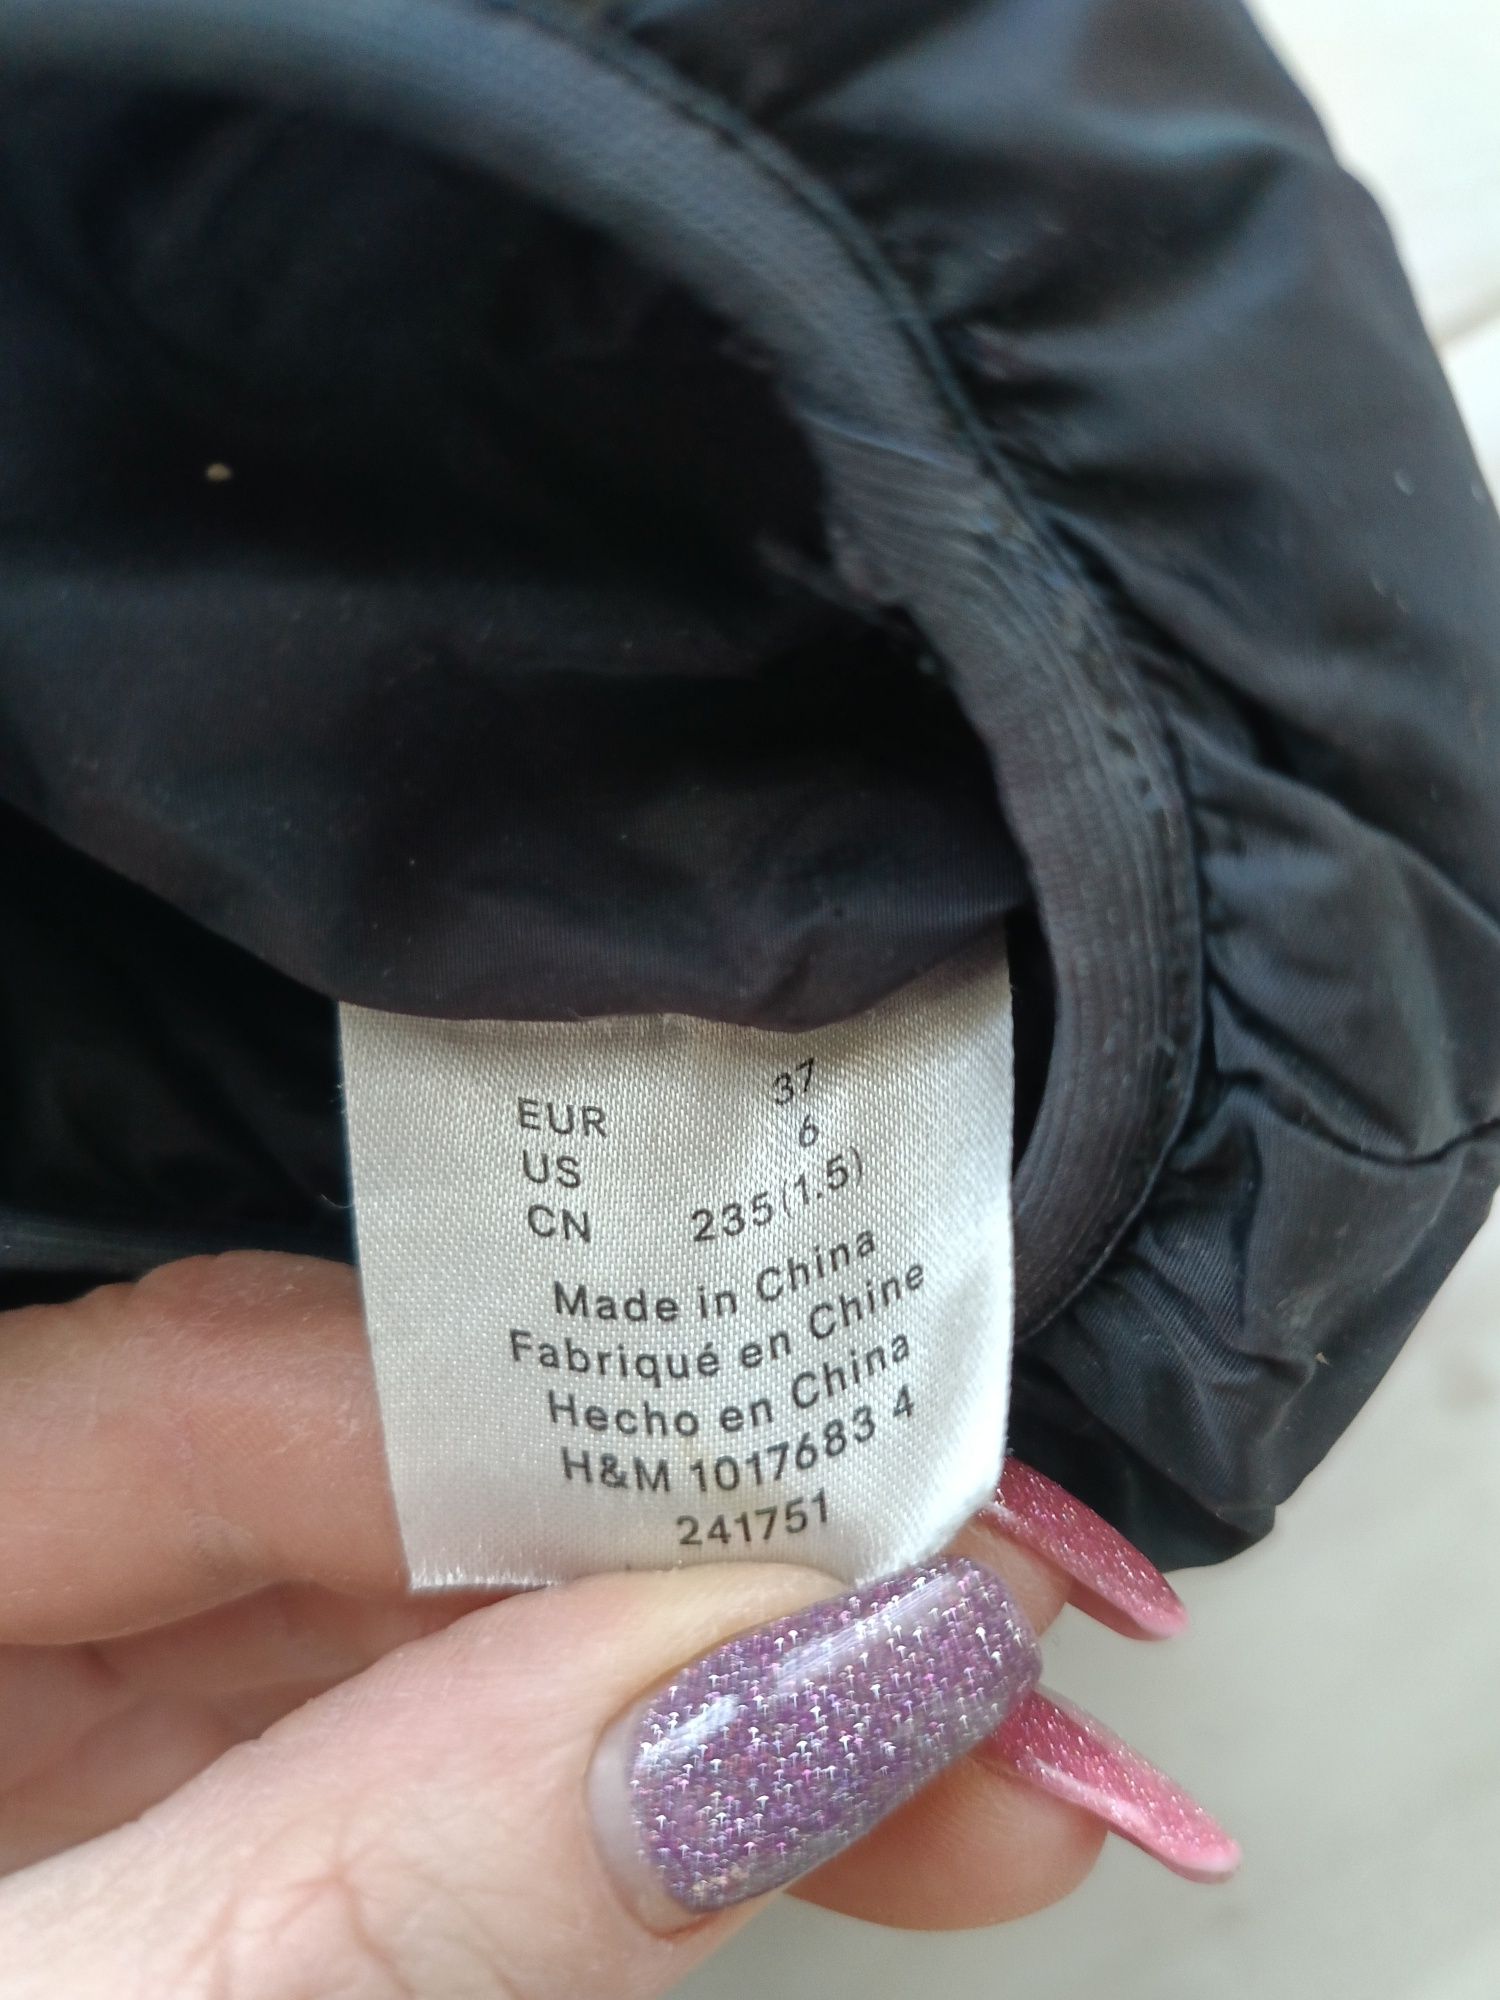 EUR 37
US 6
CN 235(1.5)
Made in China
Fabriqué en Chine
Hecho en China
H&M 1017683 4
241751